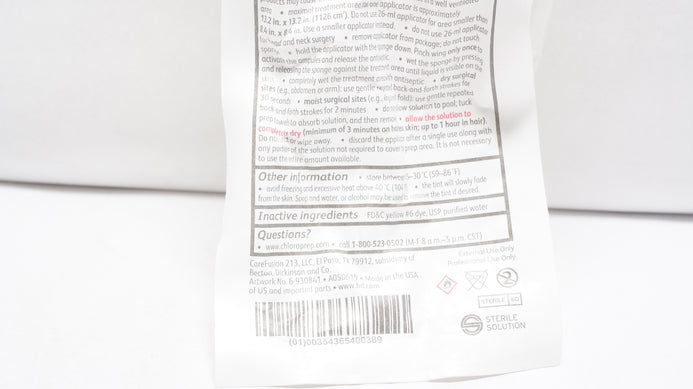 area • maximum treatment area for one applicator is approximately
13.2 in. x 13.2 in. (1126 cm²). Do not use 26-ml applicator for area smaller than
8.4 in. x 8.4 in. Use a smaller applicator instead. • do not use 26-ml applicator
for head and neck surgery • remove applicator from package; do not touch
sponge • hold the applicator with the sponge down. Pinch wing only once to
activate the ampules and release the antiseptic. • wet the sponge by pressing
and releasing the sponge against the treatment area until liquid is visible on the
skin • completely wet the treatment area with antiseptic • dry surgical
sites (e.g., abdomen or arm): use gentle repeated back-and-forth strokes for
30 seconds • moist surgical sites (e.g., inguinal fold): use gentle repeated
back-and-forth strokes for 2 minutes • do not allow solution to pool; tuck
prep towels to absorb solution, and then remove • allow the solution to
completely dry (minimum of 3 minutes on hairless skin; up to 1 hour in hair).
Do not blot or wipe away. • discard the applicator after a single use along with
any portion of the solution not required to cover the prep area. It is not necessary
to use the entire amount available.
Other information • store between 15–30°C (59–86°F)
• avoid freezing and excessive heat above 40°C (104°F) • the tint will slowly fade
from the skin. Soap and water, or alcohol may be used to remove the tint if desired.
Inactive ingredients FD&C yellow #6 dye, USP purified water
Questions?
• www.chloraprep.com • call 1-800-523-0502 (M-F 8 a.m.–5 p.m. CST)
CareFusion 213, LLC, El Paso, TX 79912, subsidiary of
Becton, Dickinson and Co.
Artwork No. 6-930841 • A050619 • Made in the USA
of US and imported parts • www.bd.com
(01)00354365400389
External Use Only
Professional Use Only
2
STERILE EO
STERILE
SOLUTION